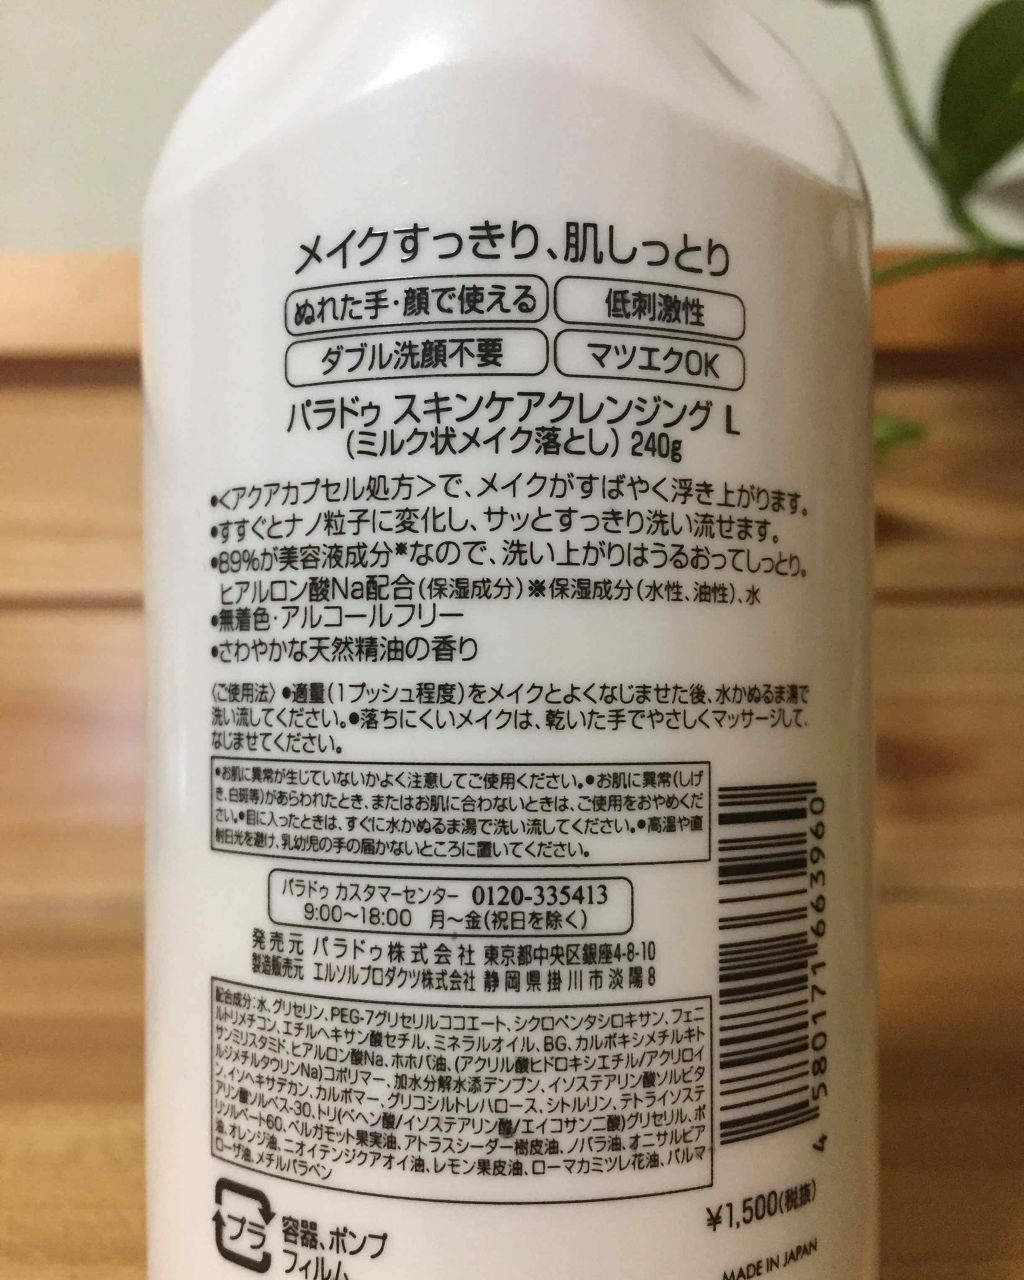 メイクすっきり、肌しっとり
ぬれた手・顔で使える 低刺激性
ダブル洗顔不要 マツエクOK
パラドゥ スキンケアクレンジング L
(ミルク状メイク落とし) 240g
•<アクアカプセル処方>で、メイクがすばやく浮き上がります。
•すすぐとナノ粒子に変化し、サッとすっきり洗い流せます。
•89%が美容液成分※なので、洗い上がりはうるおってしっとり。
ヒアルロン酸Na配合(保湿成分)※保湿成分(水性、油性)、水
•無着色・アルコールフリー
•さわやかな天然精油の香り
〈ご使用法〉●適量(1プッシュ程度)をメイクとよくなじませた後、水かぬるま湯で
洗い流してください。●落ちにくいメイクは、乾いた手でやさしくマッサージして、
なじませてください。
●お肌に異常が生じていないかよく注意してご使用ください。●お肌に異常(しげ
き、白斑等)があらわれたとき、またはお肌に合わないときは、ご使用をおやめくだ
さい。●目に入ったときは、すぐに水かぬるま湯で洗い流してください。●高温や直
射日光を避け、乳幼児の手の届かないところに置いてください。
パラドゥ カスタマーセンター 0120-335413
9:00〜18:00 月〜金(祝日を除く)
発売元 パラドゥ株式会社 東京都中央区銀座4-8-10
製造販売元 エルソルプロダクツ株式会社 静岡県掛川市淡陽8
配合成分:水、グリセリン、PEG-7グリセリルココエート、シクロペンタシロキサン、フェニ
ルトリメチコン、エチルヘキサン酸セチル、ミネラルオイル、BG、カルボキシメチルキト
サンミリスタミド、ヒアルロン酸Na、ホホバ油、(アクリル酸ヒドロキシエチル/アクリロイ
ルジメチルタウリンNa)コポリマー、加水分解水添デンプン、イソステアリン酸ソルビタ
ン、イソヘキサデカン、カルボマー、グリコシルトレハロース、シトルリン、テトライソステ
アリン酸ソルベス-30、トリ(ベヘン酸/イソステアリン酸/エイコサン二酸)グリセリル、ポ
リソルベート60、ベルガモット果実油、アトラスシーダー樹皮油、ノバラ油、オニサルビア
油、オレンジ油、ニオイテンジクアオイ油、レモン果皮油、ローマカミツレ花油、パルマ
ローザ油、メチルパラベン
4 580171 663960
¥1,500(税抜)
プラ 容器、ポンプ
フィルム
MADE IN JAPAN